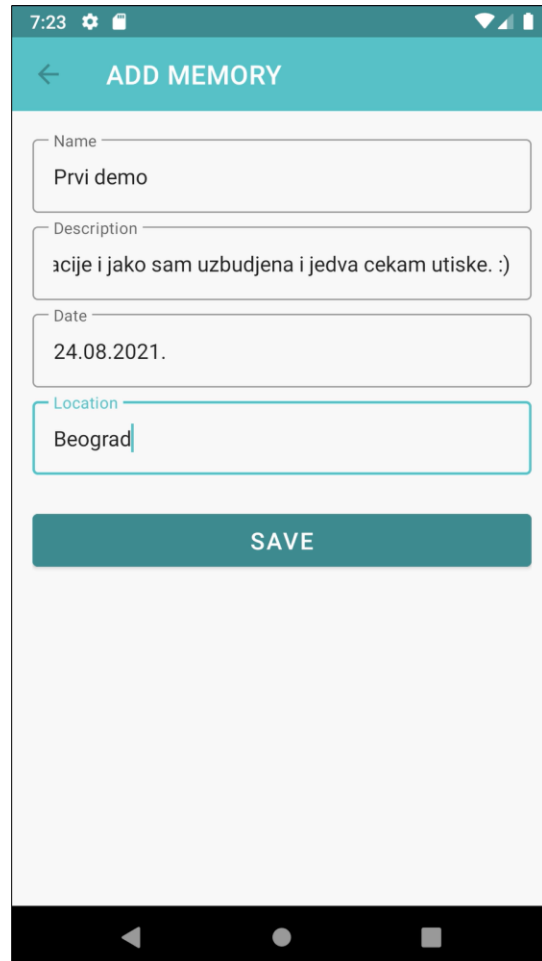 7:23
ADD MEMORY
Name
Prvi demo
Description
acije i jako sam uzbudjena i jedva cekam utiske. :)
Date
24.08.2021.
Location
Beograd
SAVE